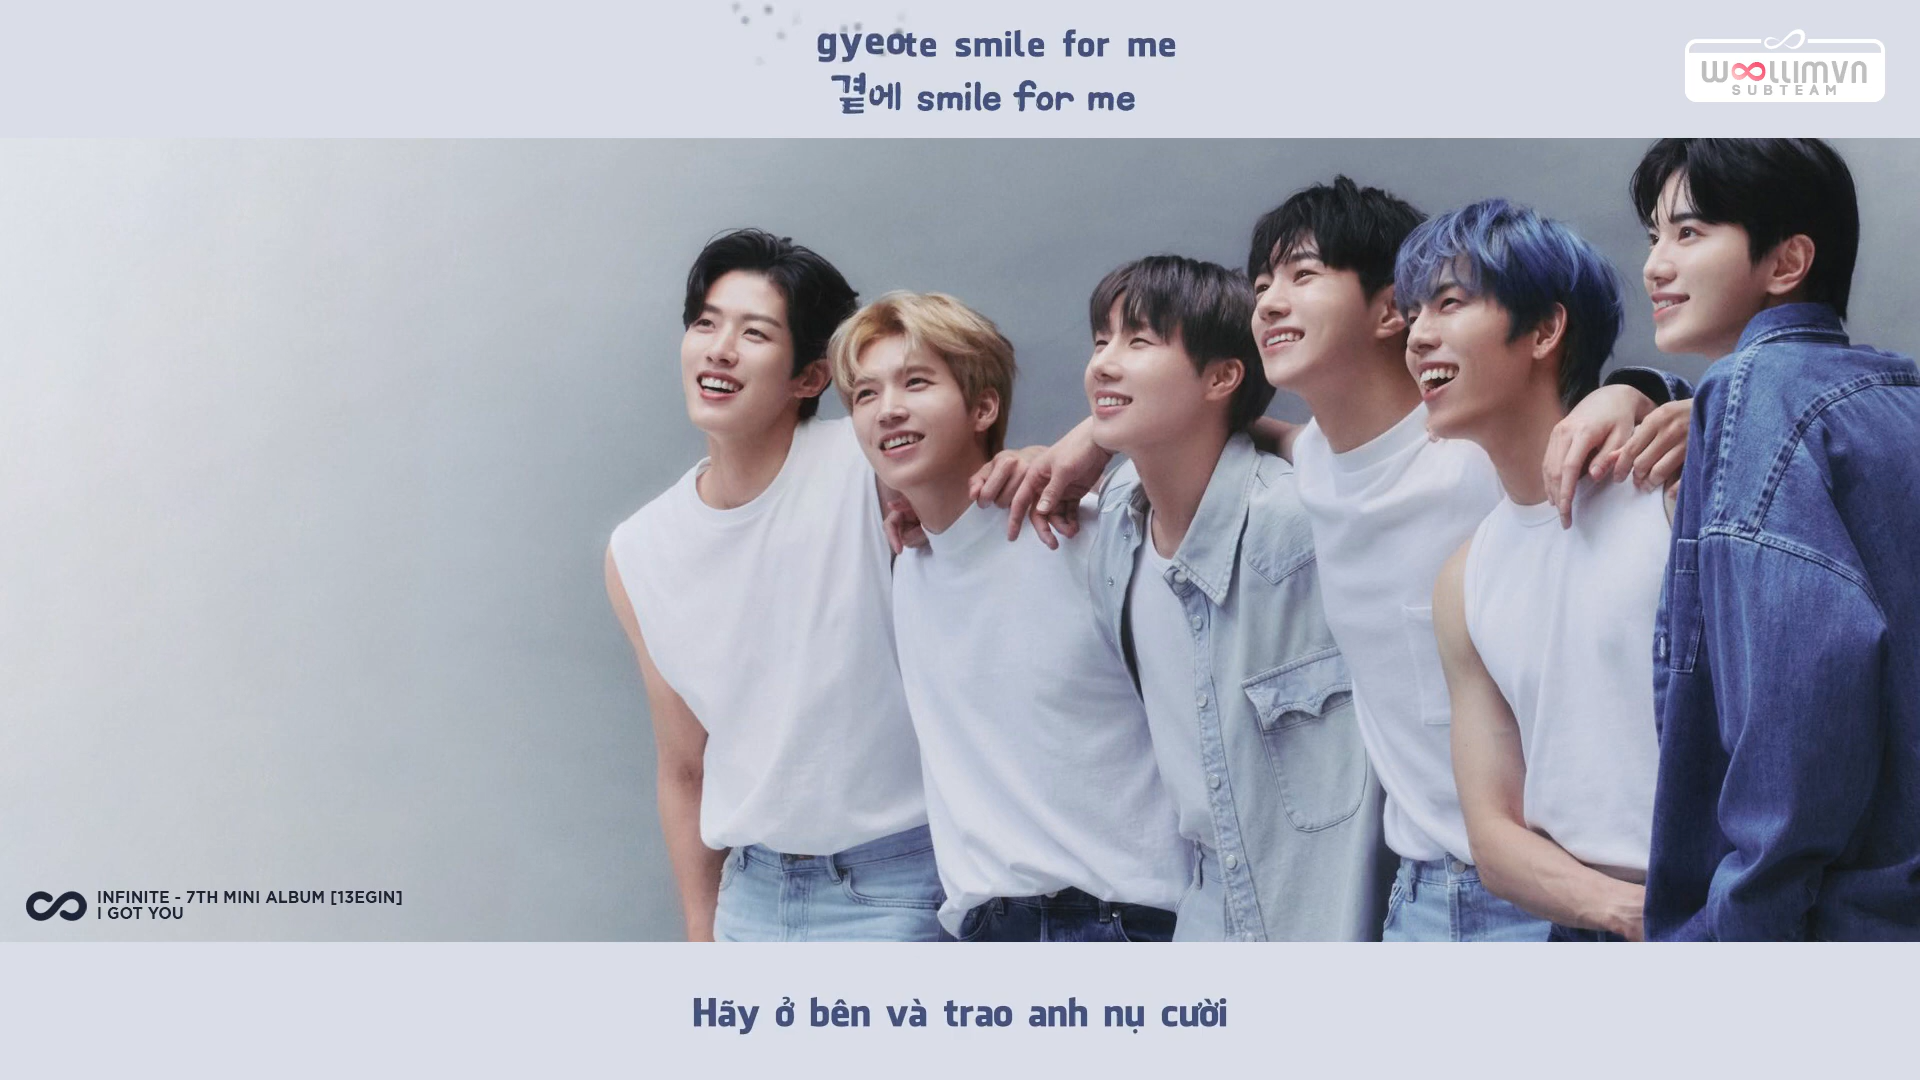 gyeote smile for me
곁에 smile for me
WOOLLIMVN
SUBTEAM
INFINITE - 7TH MINI ALBUM [13EGIN]
I GOT YOU
Hãy ở bên và trao anh nụ cười